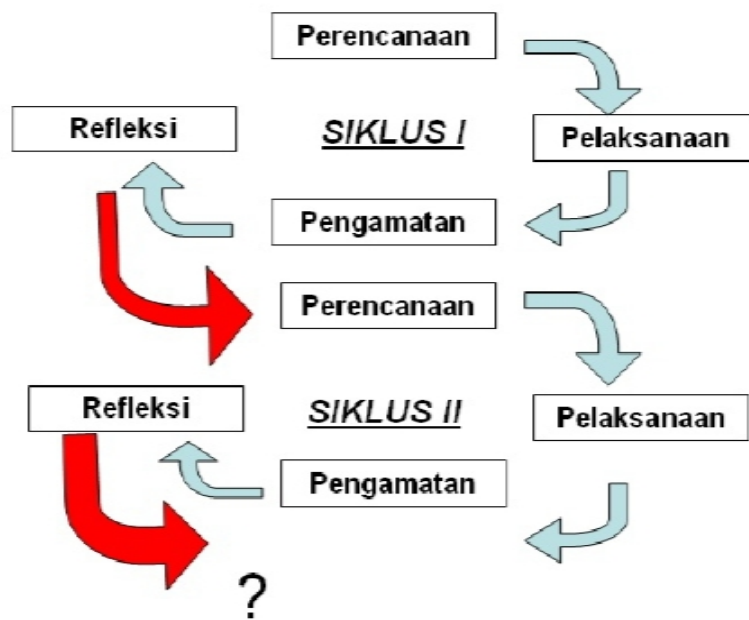 Perencanaan
Refleksi
SIKLUS I
Pelaksanaan
Pengamatan
Perencanaan
Refleksi
SIKLUS II
Pelaksanaan
Pengamatan
?